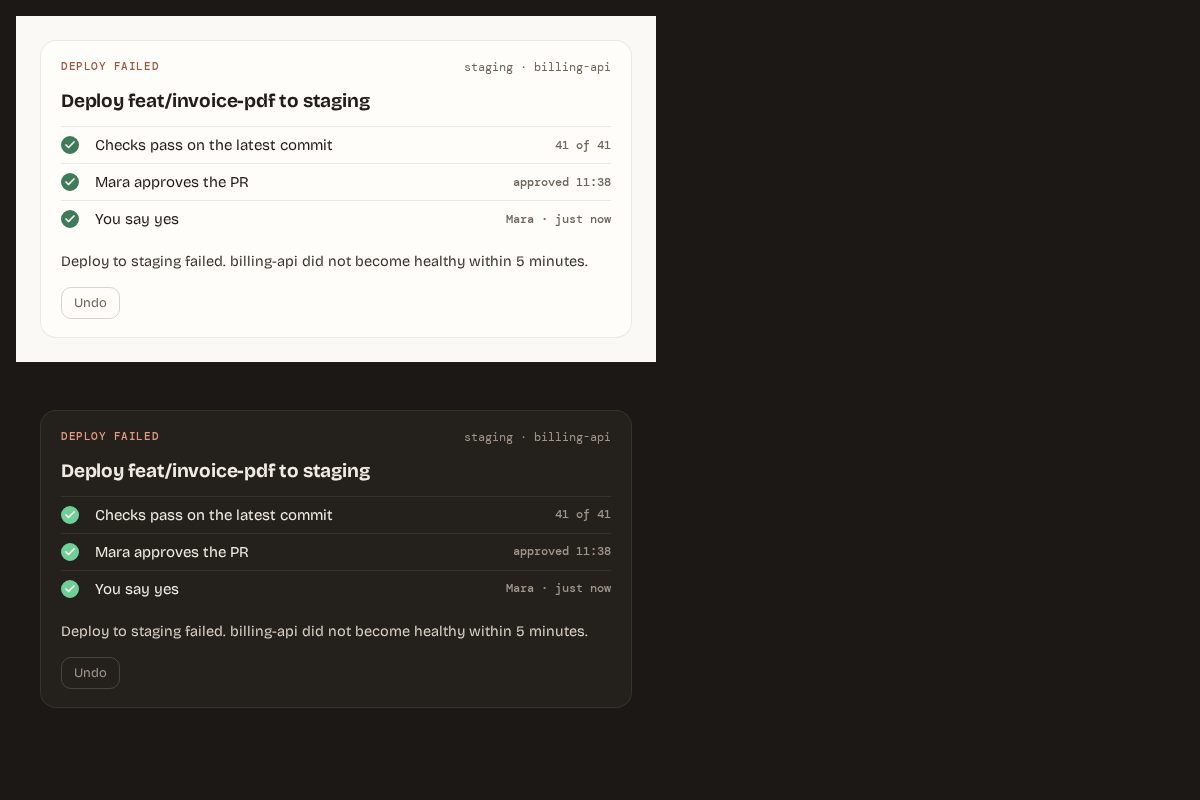 DEPLOY FAILED
staging · billing-api
Deploy feat/invoice-pdf to staging
Checks pass on the latest commit
41 of 41
Mara approves the PR
approved 11:38
You say yes
Mara · just now
Deploy to staging failed. billing-api did not become healthy within 5 minutes.
Undo
DEPLOY FAILED
staging · billing-api
Deploy feat/invoice-pdf to staging
Checks pass on the latest commit
41 of 41
Mara approves the PR
approved 11:38
You say yes
Mara · just now
Deploy to staging failed. billing-api did not become healthy within 5 minutes.
Undo